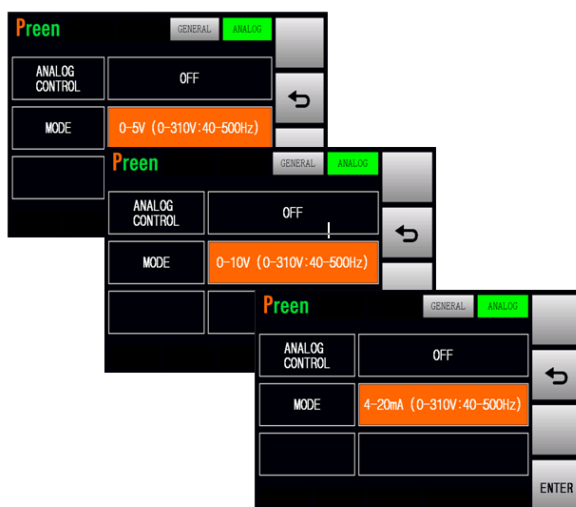 Preen
GENERAL
ANALOG
ANALOG
CONTROL
OFF
MODE
0-5V (0-310V:40-500Hz)
Preen
GENERAL
ANALOG
ANALOG
CONTROL
OFF
MODE
0-10V (0-310V:40-500Hz)
Preen
GENERAL
ANALOG
ANALOG
CONTROL
OFF
MODE
4-20mA (0-310V:40-500Hz)
ENTER